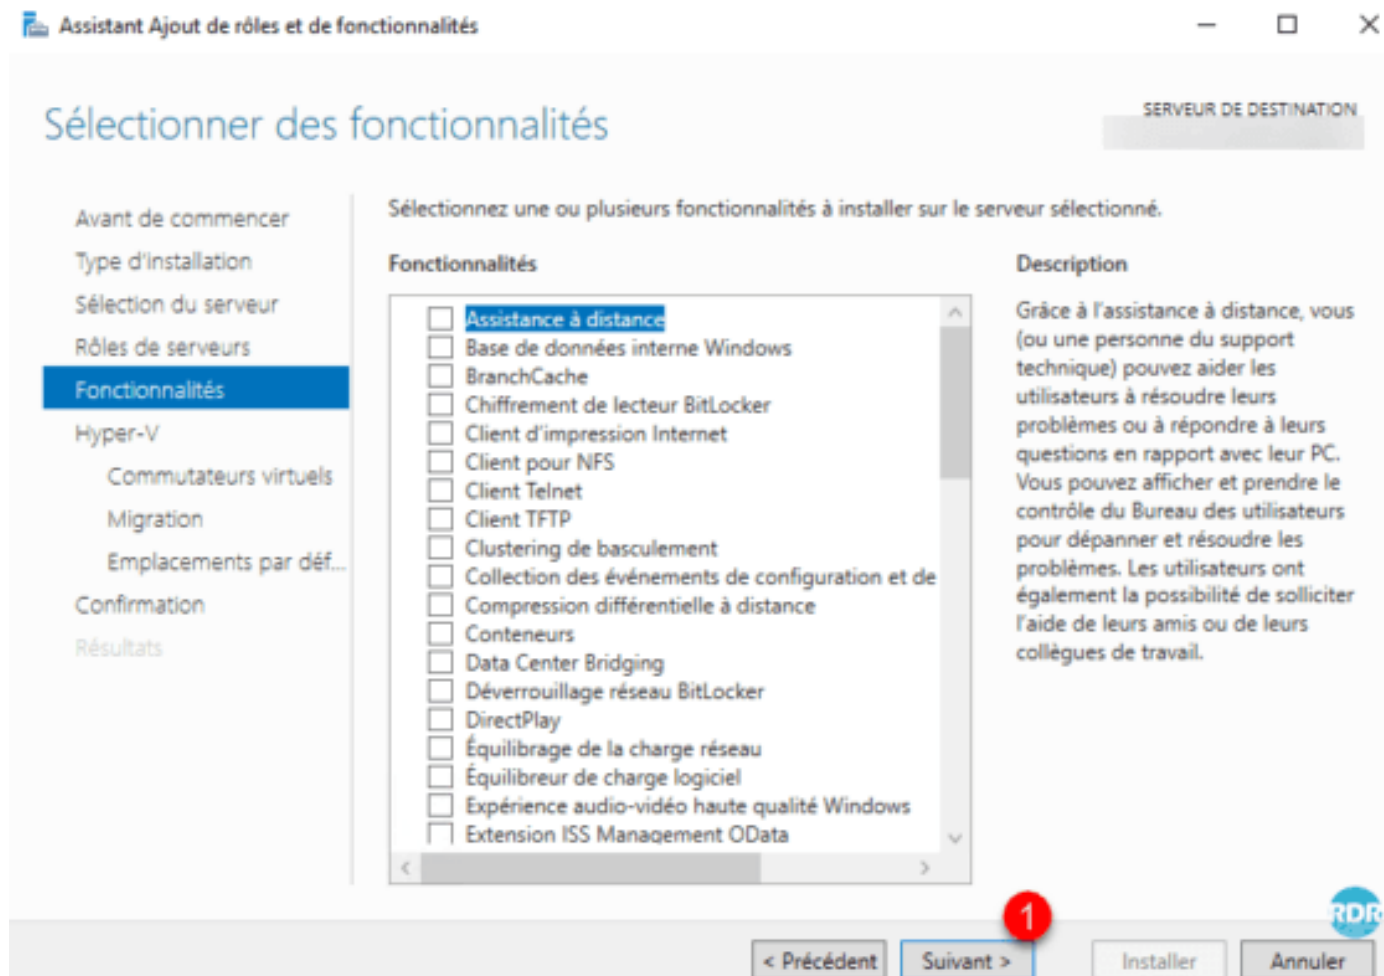 Assistant Ajout de rôles et de fonctionnalités
Sélectionner des fonctionnalités
SERVEUR DE DESTINATION
Avant de commencer
Type d'installation
Sélection du serveur
Rôles de serveurs
Fonctionnalités
Hyper-V
Commutateurs virtuels
Migration
Emplacements par déf...
Confirmation
Résultats
Sélectionnez une ou plusieurs fonctionnalités à installer sur le serveur sélectionné.
Fonctionnalités
Assistance à distance
Base de données interne Windows
BranchCache
Chiffrement de lecteur BitLocker
Client d'impression Internet
Client pour NFS
Client Telnet
Client TFTP
Clustering de basculement
Collection des événements de configuration et de
Compression différentielle à distance
Conteneurs
Data Center Bridging
Déverrouillage réseau BitLocker
DirectPlay
Équilibrage de la charge réseau
Équilibreur de charge logiciel
Expérience audio-vidéo haute qualité Windows
Extension ISS Management OData
Description
Grâce à l'assistance à distance, vous
(ou une personne du support
technique) pouvez aider les
utilisateurs à résoudre leurs
problèmes ou à répondre à leurs
questions en rapport avec leur PC.
Vous pouvez afficher et prendre le
contrôle du Bureau des utilisateurs
pour dépanner et résoudre les
problèmes. Les utilisateurs ont
également la possibilité de solliciter
l'aide de leurs amis ou de leurs
collègues de travail.
1
RDR
< Précédent
Suivant >
Installer
Annuler